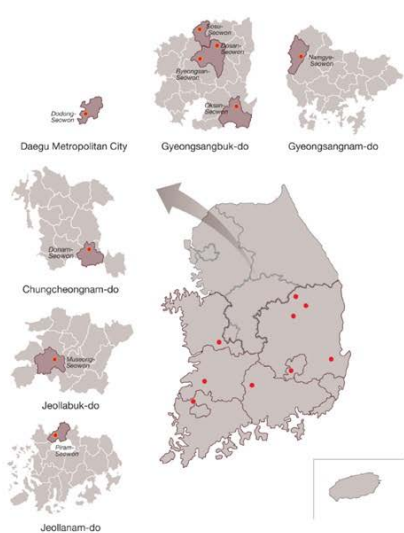 Sosu-
Seowon
Dosan-
Seowon
Byeongsan-
Seowon
Oksan-
Seowon
Namgye-
Seowon
Dodong-
Seowon
Daegu Metropolitan City
Gyeongsangbuk-do
Gyeongsangnam-do
Donam-
Seowon
Chungcheongnam-do
Museong-
Seowon
Jeollabuk-do
Piram-
Seowon
Jeollanam-do